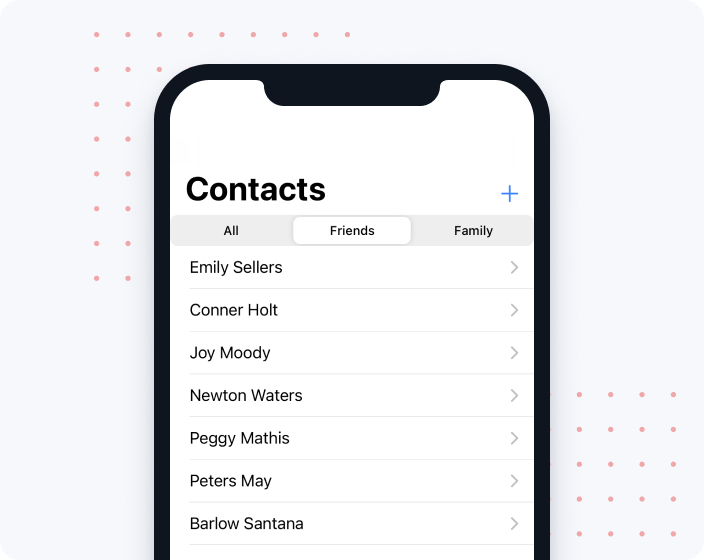 Contacts
All Friends Family
Emily Sellers
Conner Holt
Joy Moody
Newton Waters
Peggy Mathis
Peters May
Barlow Santana